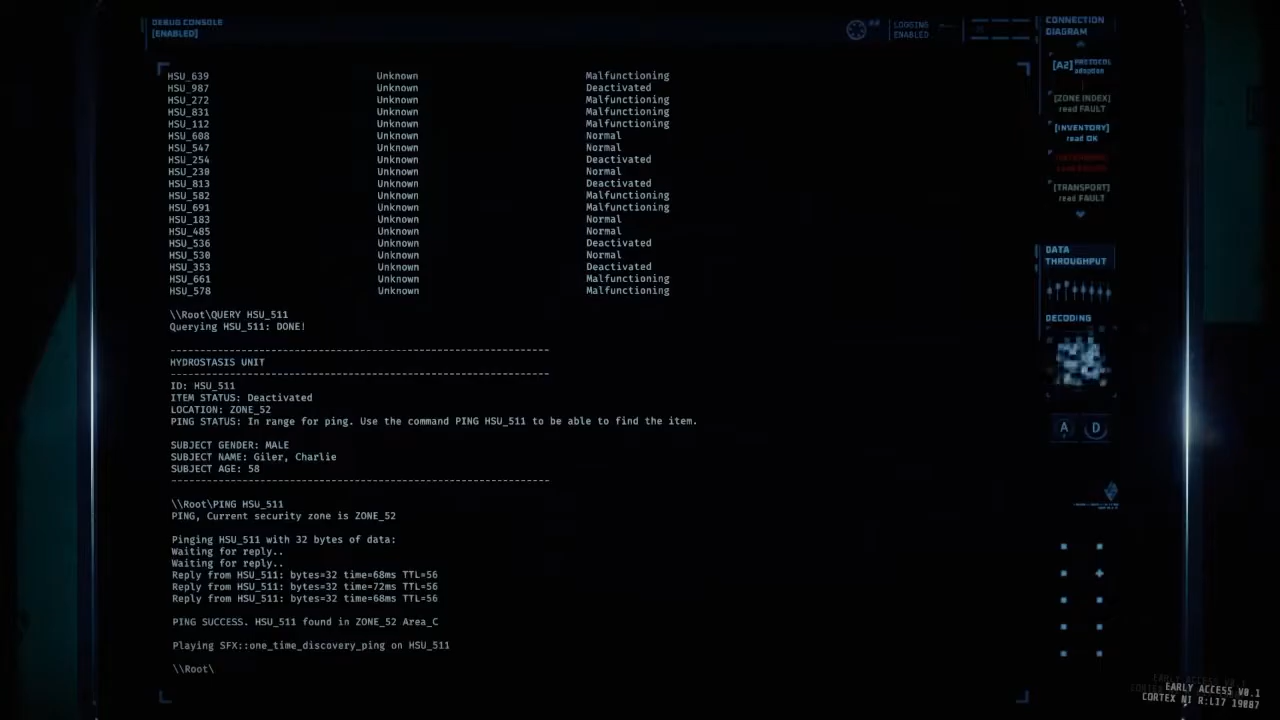 DEBUG CONSOLE
[ENABLED]
LOGGING
ENABLED
CONNECTION
DIAGRAM
[A2] PROTOCOL
adoption
[ZONE INDEX]
read FAULT
[INVENTORY]
read OK
[TRANSPORT]
read FAULT
DATA
THROUGHPUT
DECODING
A D
HSU_639 Unknown Malfunctioning
HSU_987 Unknown Deactivated
HSU_272 Unknown Malfunctioning
HSU_831 Unknown Malfunctioning
HSU_112 Unknown Malfunctioning
HSU_608 Unknown Normal
HSU_547 Unknown Normal
HSU_254 Unknown Deactivated
HSU_230 Unknown Normal
HSU_813 Unknown Deactivated
HSU_582 Unknown Malfunctioning
HSU_691 Unknown Malfunctioning
HSU_183 Unknown Normal
HSU_485 Unknown Normal
HSU_536 Unknown Deactivated
HSU_530 Unknown Normal
HSU_353 Unknown Deactivated
HSU_661 Unknown Malfunctioning
HSU_578 Unknown Malfunctioning
\\Root\QUERY HSU_511
Querying HSU_511: DONE!
HYDROSTASIS UNIT
ID: HSU_511
ITEM STATUS: Deactivated
LOCATION: ZONE_52
PING STATUS: In range for ping. Use the command PING HSU_511 to be able to find the item.
SUBJECT GENDER: MALE
SUBJECT NAME: Giler, Charlie
SUBJECT AGE: 58
\\Root\PING HSU_511
PING, Current security zone is ZONE_52
Pinging HSU_511 with 32 bytes of data:
Waiting for reply..
Waiting for reply..
Reply from HSU_511: bytes=32 time=68ms TTL=56
Reply from HSU_511: bytes=32 time=72ms TTL=56
Reply from HSU_511: bytes=32 time=68ms TTL=56
PING SUCCESS. HSU_511 found in ZONE_52 Area_C
Playing SFX::one_time_discovery_ping on HSU_511
\\Root\
EARLY ACCESS V0.1
CORTEX NI R:L17 19087